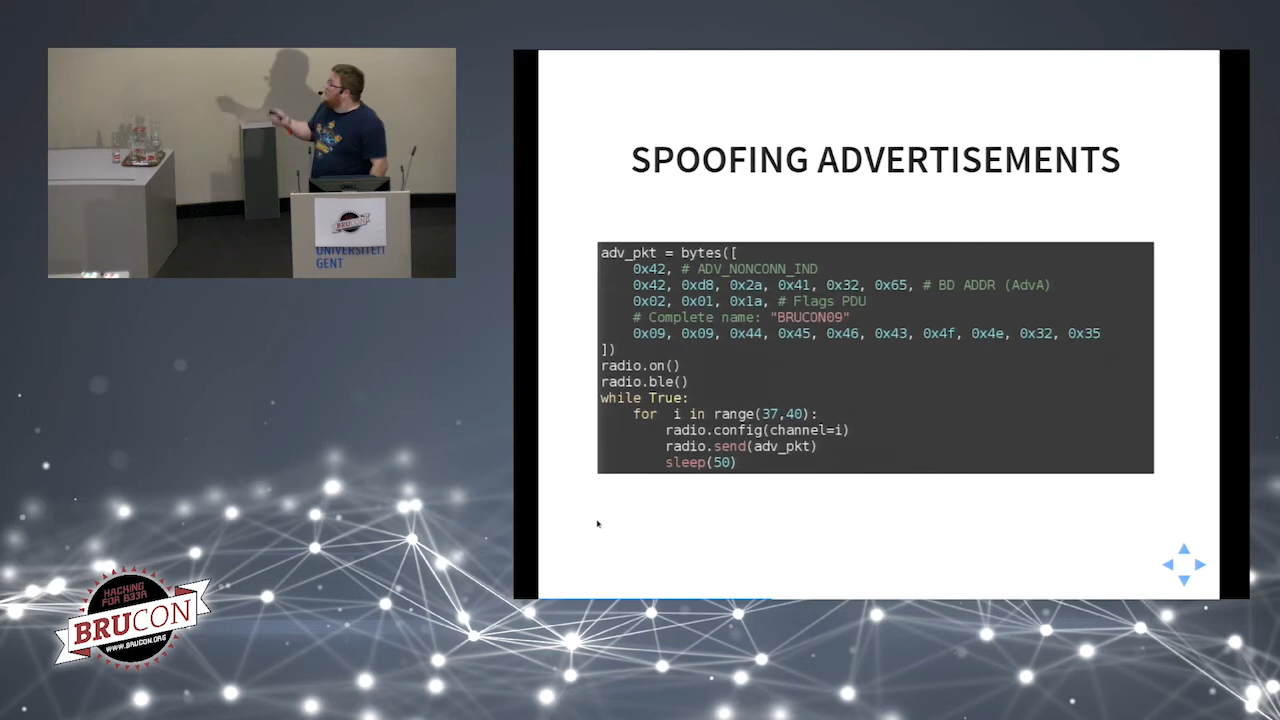 SPOOFING ADVERTISEMENTS
adv_pkt = bytes([
0x42, # ADV_NONCONN_IND
0x42, 0xd8, 0x2a, 0x41, 0x32, 0x65, # BD ADDR (AdvA)
0x02, 0x01, 0x1a, # Flags PDU
# Complete name: "BRUCON09"
0x09, 0x09, 0x44, 0x45, 0x46, 0x43, 0x4f, 0x4e, 0x32, 0x35
])
radio.on()
radio.ble()
while True:
for i in range(37,40):
radio.config(channel=i)
radio.send(adv_pkt)
sleep(50)
BRUCON
UNIVERSITEIT
GENT
HACKING
FOR B33R
BRUCON
WWW.BRUCON.ORG